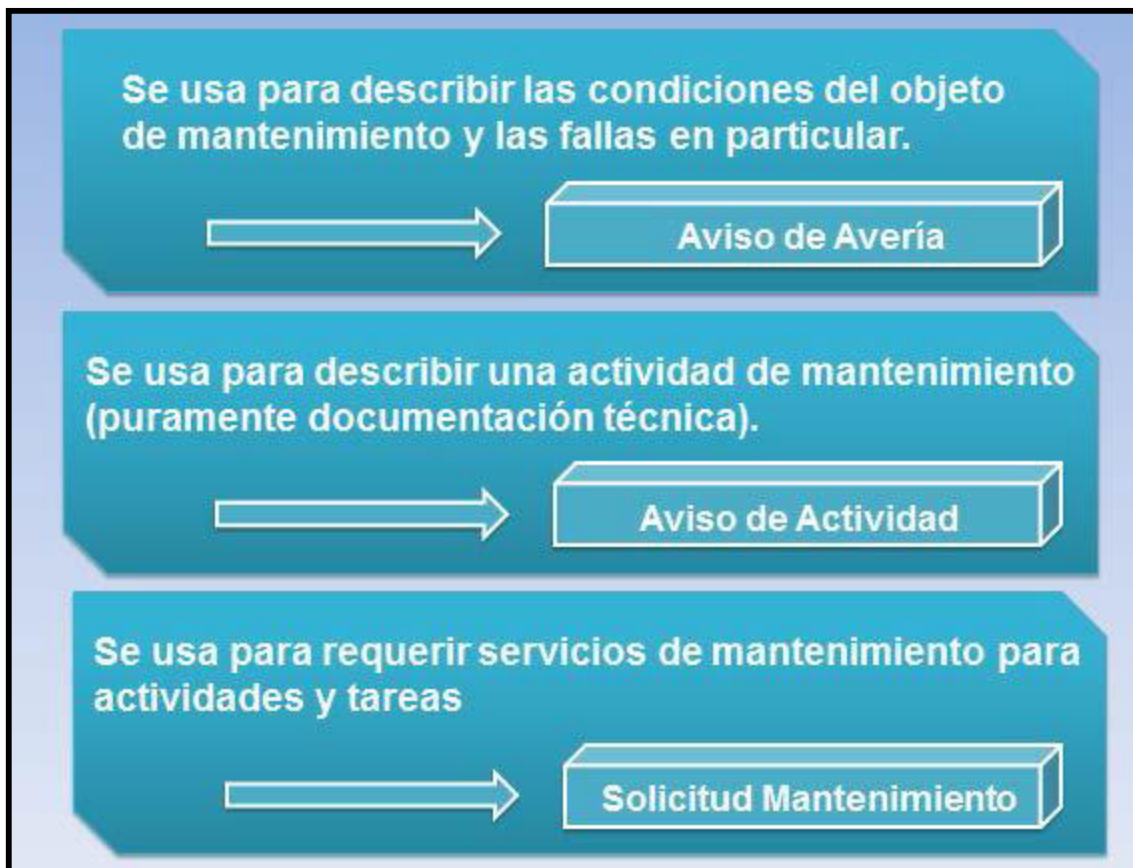 Se usa para describir las condiciones del objeto
de mantenimiento y las fallas en particular.
Aviso de Avería
Se usa para describir una actividad de mantenimiento
(puramente documentación técnica).
Aviso de Actividad
Se usa para requerir servicios de mantenimiento para
actividades y tareas
Solicitud Mantenimiento